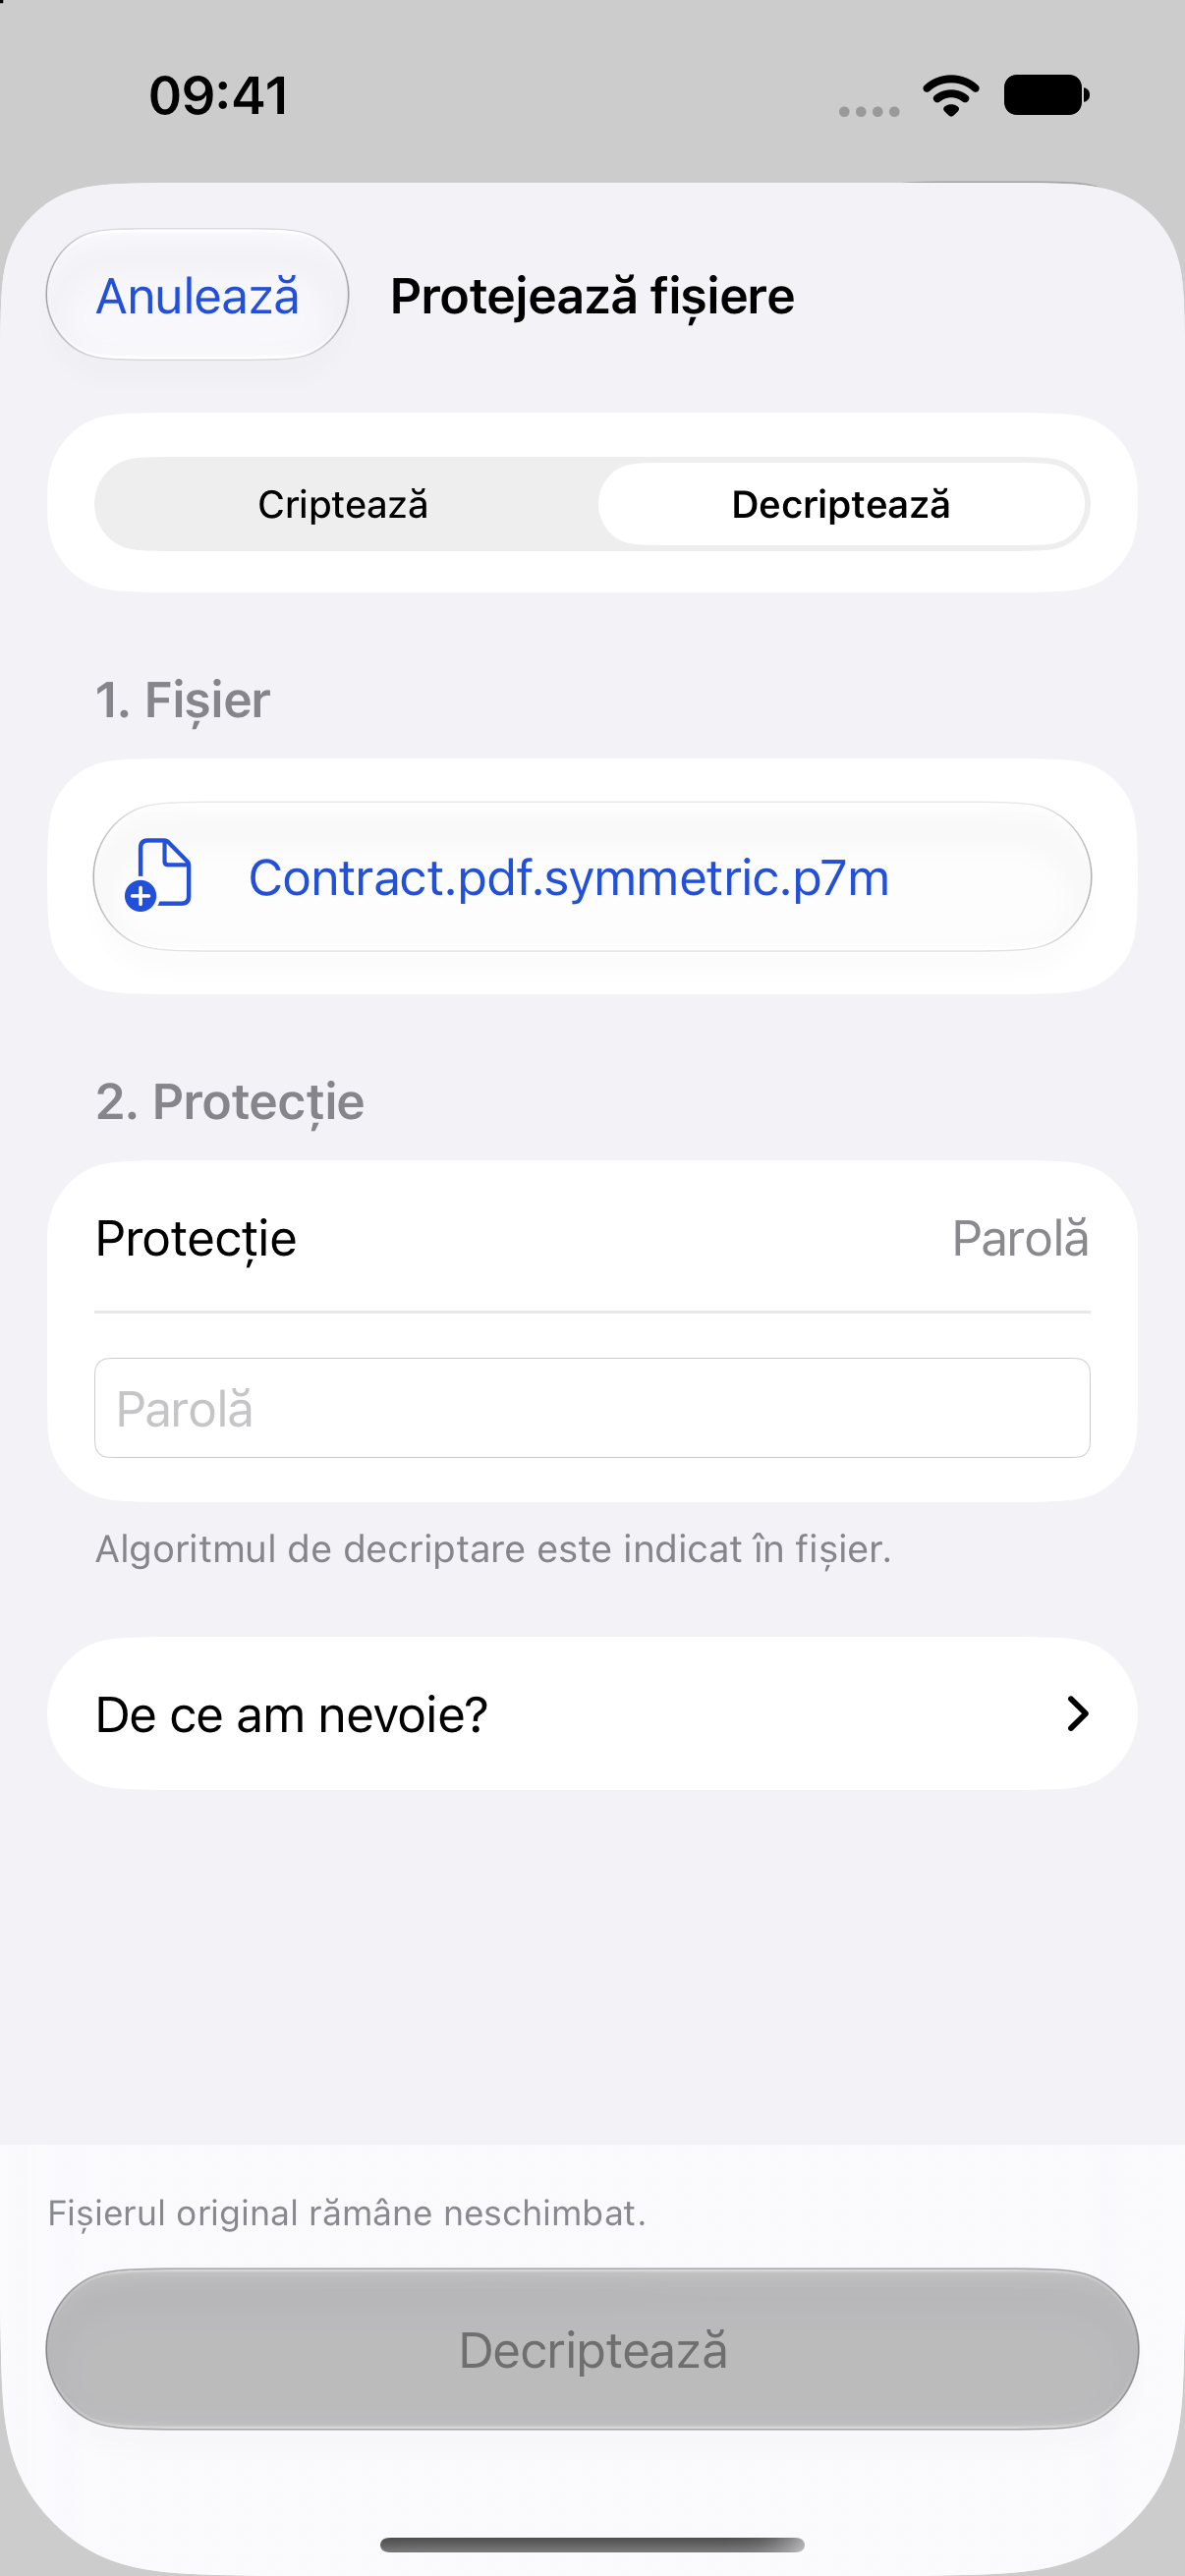 09:41
Anulează
Protejează fișiere
Criptează
Decriptează
1. Fișier
Contract.pdf.symmetric.p7m
2. Protecție
Protecție
Parolă
Parolă
Algoritmul de decriptare este indicat în fișier.
De ce am nevoie?
Fișierul original rămâne neschimbat.
Decriptează